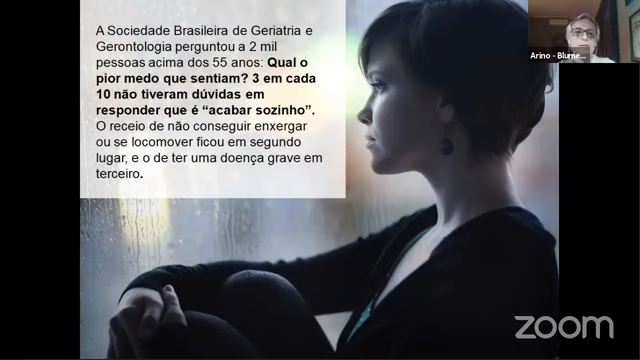 A Sociedade Brasileira de Geriatria e
Gerontologia perguntou a 2 mil
pessoas acima dos 55 anos: Qual o
pior medo que sentiam? 3 em cada
10 não tiveram dúvidas em
responder que é “acabar sozinho”.
O receio de não conseguir enxergar
ou se locomover ficou em segundo
lugar, e o de ter uma doença grave em
terceiro.
Arino - Blume...
zoom